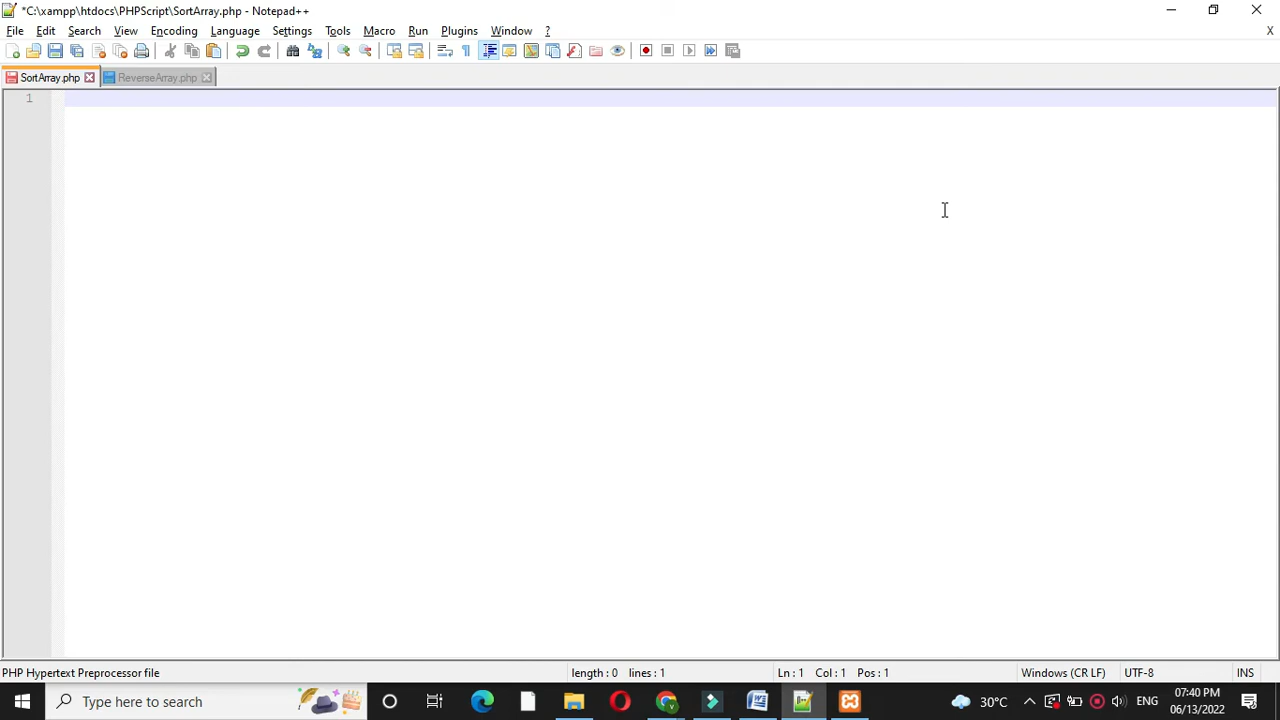 *C:\xampp\htdocs\PHPScript\SortArray.php - Notepad++
File Edit Search View Encoding Language Settings Tools Macro Run Plugins Window ? X
SortArray.php ReverseArray.php
1
PHP Hypertext Preprocessor file length : 0 lines : 1 Ln : 1 Col : 1 Pos : 1 Windows (CR LF) UTF-8 INS
Type here to search 30°C ENG 07:40 PM
06/13/2022